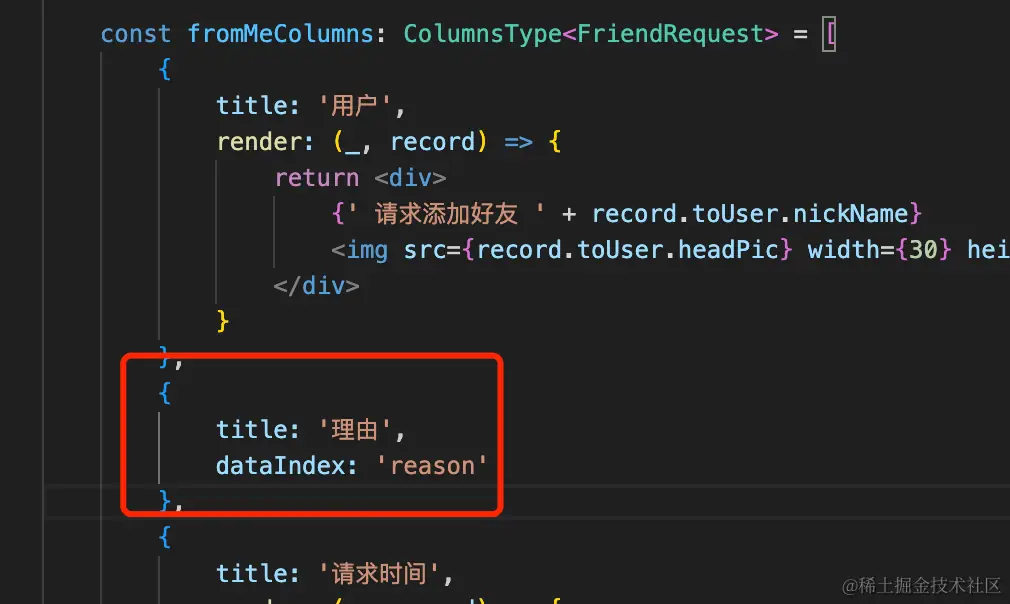 const fromMeColumns: ColumnsType<FriendRequest> = [
{
title: '用户',
render: (_, record) => {
return <div>
{' 请求添加好友 ' + record.toUser.nickName}
<img src={record.toUser.headPic} width={30} hei
</div>
}
},
{
title: '理由',
dataIndex: 'reason'
},
{
title: '请求时间',
@稀土掘金技术社区